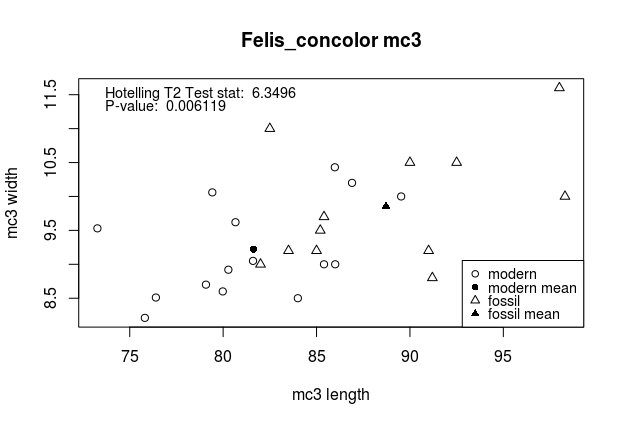 Felis_concolor mc3
Hotelling T2 Test stat: 6.3496
P-value: 0.006119
11.5
10.5
9.5
8.5
mc3 width
modern
modern mean
fossil
fossil mean
75 80 85 90 95
mc3 length